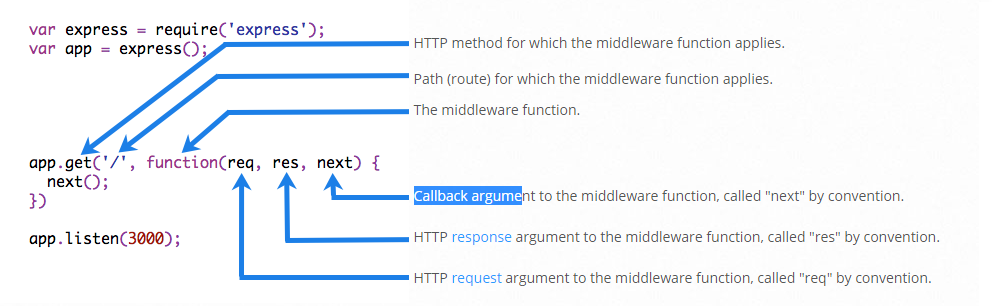 var express = require('express');
var app = express();
HTTP method for which the middleware function applies.
Path (route) for which the middleware function applies.
The middleware function.
app.get('/', function(req, res, next) {
  next();
})
Callback argument to the middleware function, called "next" by convention.
app.listen(3000);
HTTP response argument to the middleware function, called "res" by convention.
HTTP request argument to the middleware function, called "req" by convention.